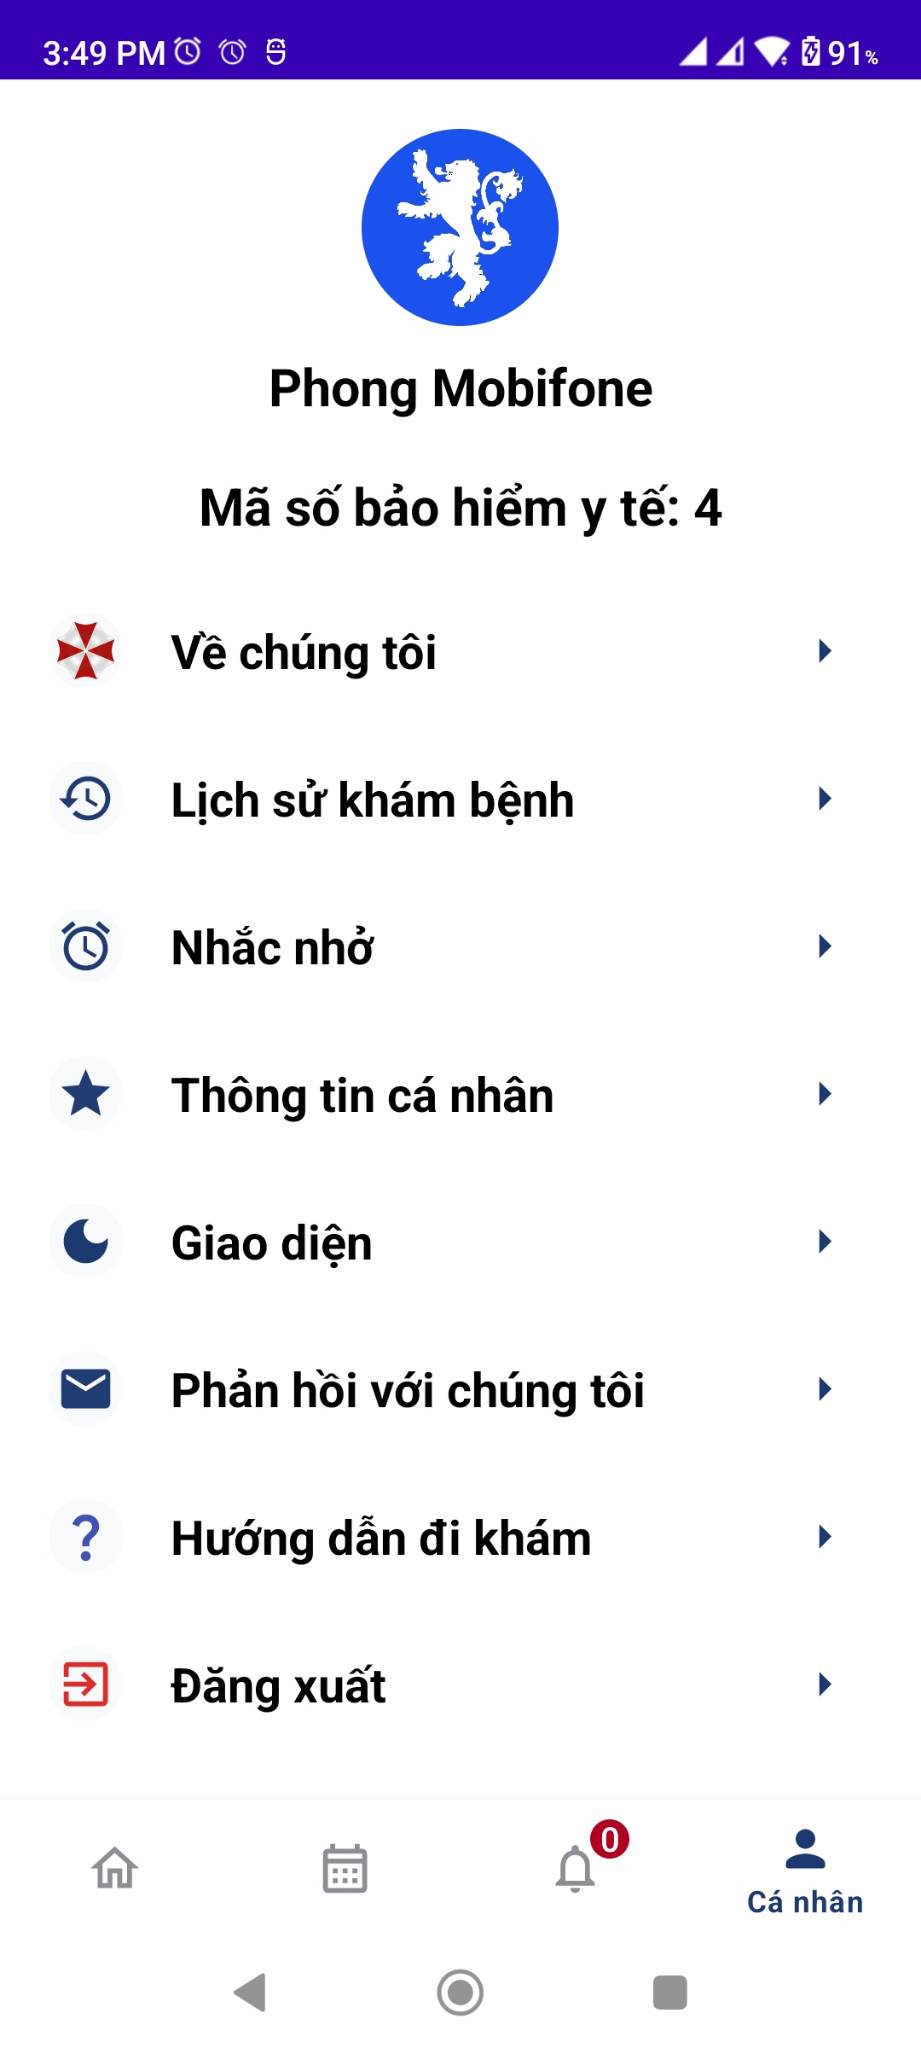 3:49 PM 91%
Phong Mobifone
Mã số bảo hiểm y tế: 4
Về chúng tôi
Lịch sử khám bệnh
Nhắc nhở
Thông tin cá nhân
Giao diện
Phản hồi với chúng tôi
Hướng dẫn đi khám
Đăng xuất
0
Cá nhân